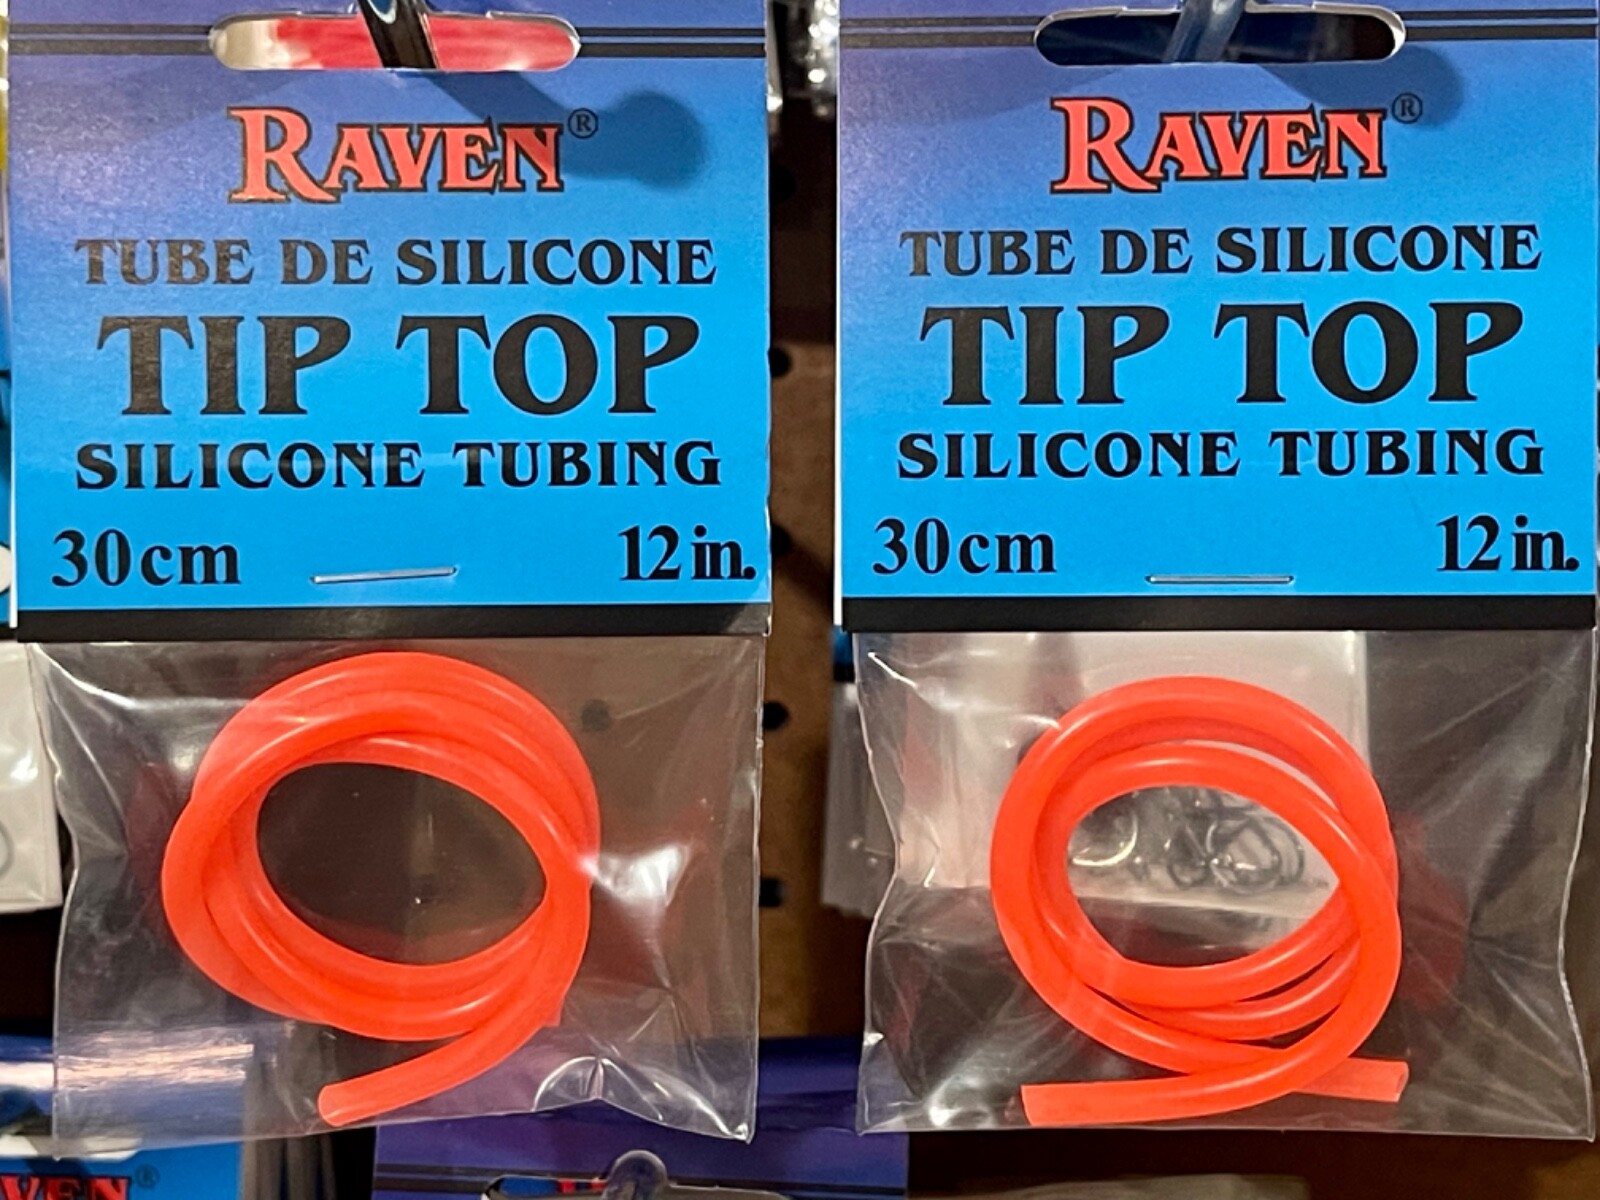 RAVEN®
TUBE DE SILICONE
TIP TOP
SILICONE TUBING
30cm 12in.
RAVEN®
TUBE DE SILICONE
TIP TOP
SILICONE TUBING
30cm 12in.
VEN®